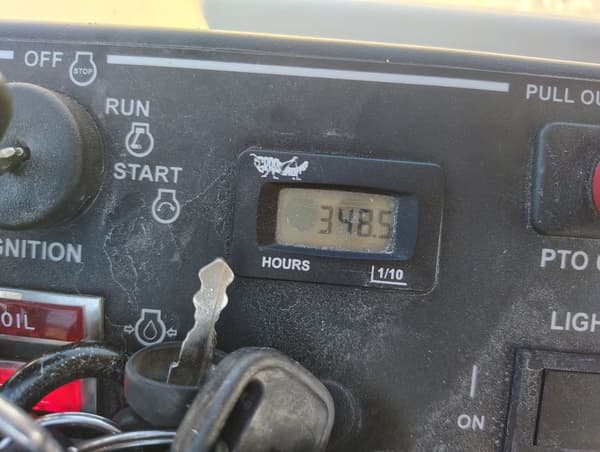 OFF
STOP
RUN
START
IGNITION
OIL
348.5
HOURS
1/10
PULL OU
PTO
LIGH
ON